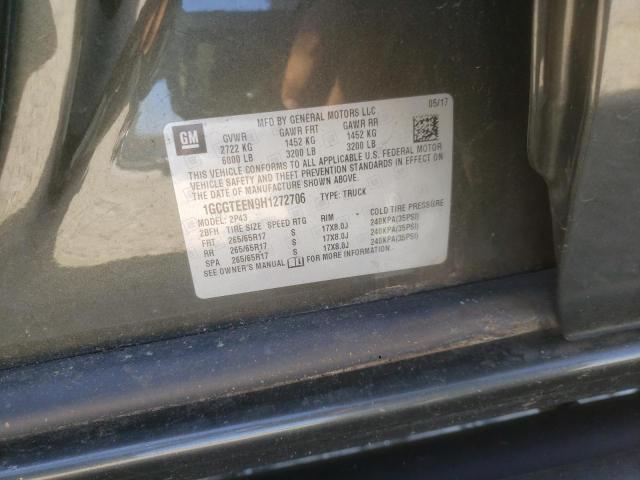 MFD BY GENERAL MOTORS LLC 05/17
GM
GVWR GAWR FRT GAWR RR
2722 KG 1452 KG 1452 KG
6000 LB 3200 LB 3200 LB
THIS VEHICLE CONFORMS TO ALL APPLICABLE U.S. FEDERAL MOTOR
VEHICLE SAFETY AND THEFT PREVENTION STANDARDS IN EFFECT ON
THE DATE OF MANUFACTURE SHOWN ABOVE.
1GCGTEEN9H1272706 TYPE: TRUCK
MODEL: 2P43
2BFH TIRE SIZE SPEED RTG RIM COLD TIRE PRESSURE
FRT 265/65R17 S 17X8.0J 240KPA(35PSI)
RR 265/65R17 S 17X8.0J 240KPA(35PSI)
SPA 265/65R17 S 17X8.0J 240KPA(35PSI)
SEE OWNER'S MANUAL FOR MORE INFORMATION.